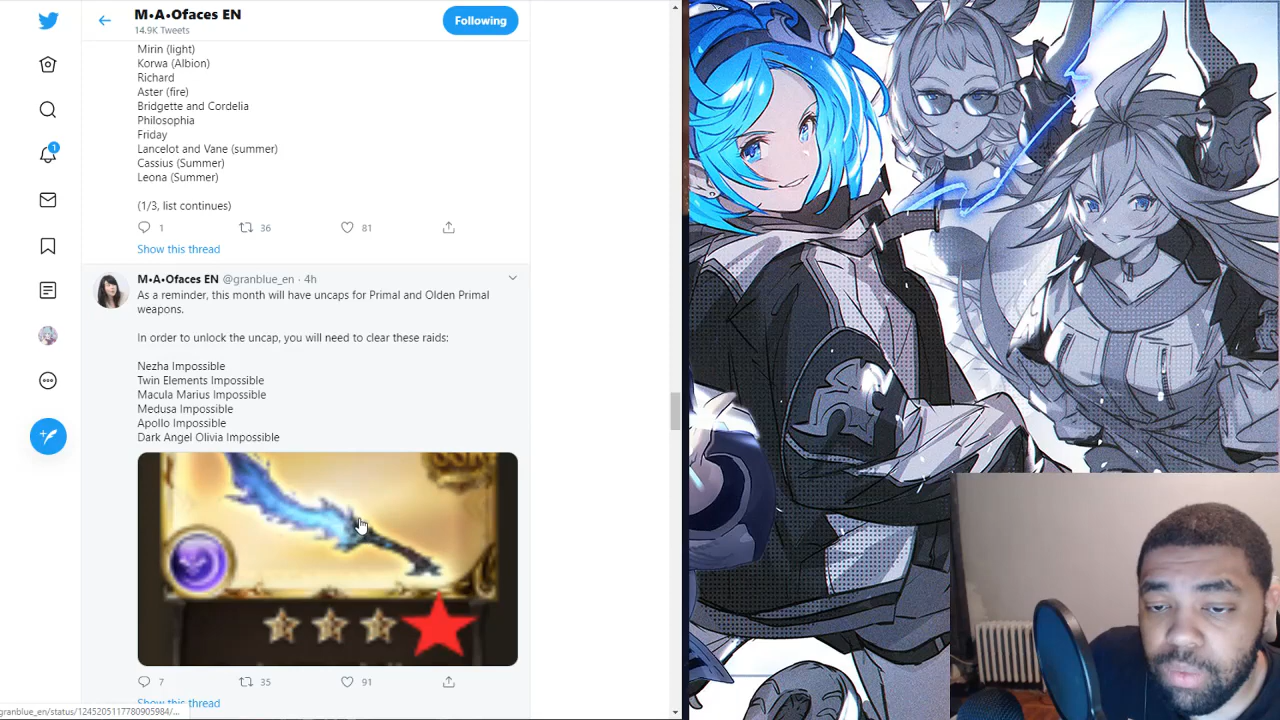 M•A•Ofaces EN
14.9K Tweets
Following
Mirin (light)
Korwa (Albion)
Richard
Aster (fire)
Bridgette and Cordelia
Philosophia
Friday
Lancelot and Vane (summer)
Cassius (Summer)
Leona (Summer)
(1/3, list continues)
1 36 81
Show this thread
1
M•A•Ofaces EN @granblue_en · 4h
As a reminder, this month will have uncaps for Primal and Olden Primal
weapons.
In order to unlock the uncap, you will need to clear these raids:
Nezha Impossible
Twin Elements Impossible
Macula Marius Impossible
Medusa Impossible
Apollo Impossible
Dark Angel Olivia Impossible
7 35 91
Show this thread
granblue_en/status/1245205117780905984/...